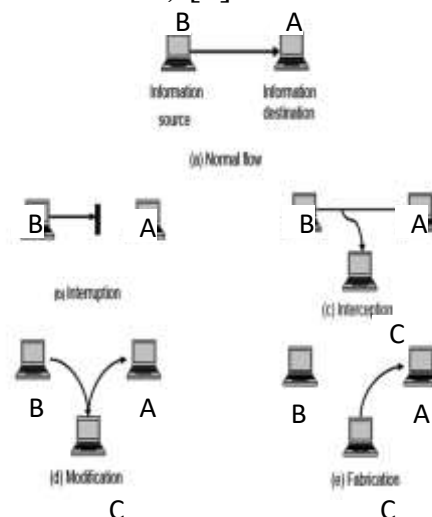 B A
Information Information
source destination
(a) Normal flow
B A
B A
(b) Interruption
(c) Interception
C
B A
B A
(d) Modification
(e) Fabrication
C C